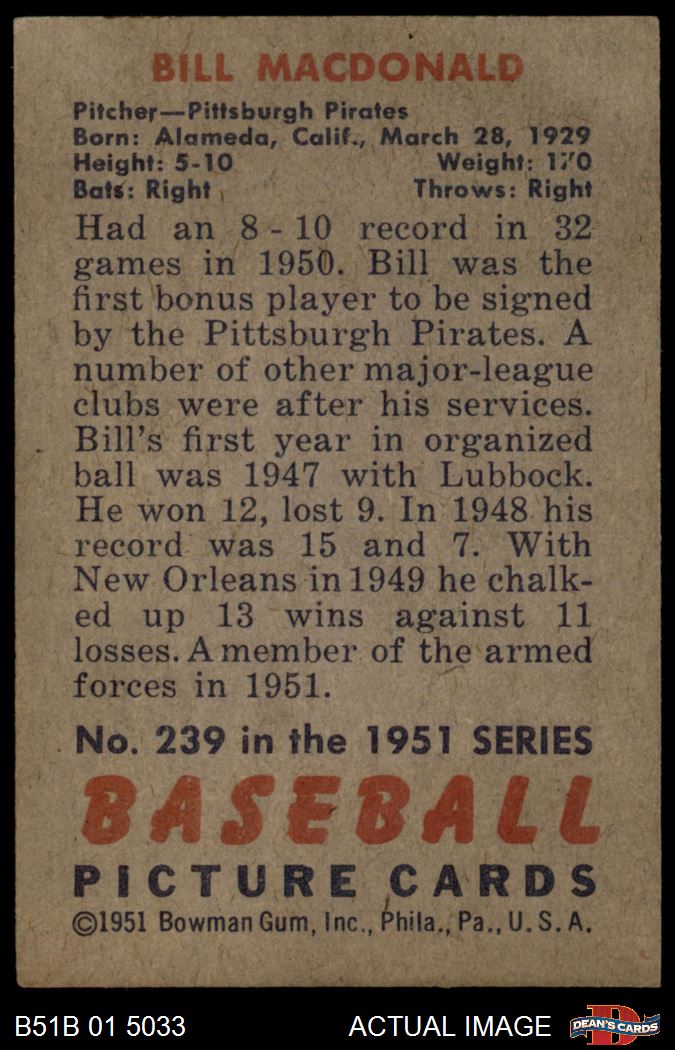 BILL MACDONALD
Pitcher—Pittsburgh Pirates
Born: Alameda, Calif., March 28, 1929
Height: 5-10 Weight: 170
Bats: Right Throws: Right
Had an 8-10 record in 32
games in 1950. Bill was the
first bonus player to be signed
by the Pittsburgh Pirates. A
number of other major-league
clubs were after his services.
Bill's first year in organized
ball was 1947 with Lubbock.
He won 12, lost 9. In 1948 his
record was 15 and 7. With
New Orleans in 1949 he chalk-
ed up 13 wins against 11
losses. A member of the armed
forces in 1951.
No. 239 in the 1951 SERIES
BASEBALL
PICTURE CARDS
©1951 Bowman Gum, Inc., Phila., Pa., U. S. A.
B51B 01 5033 ACTUAL IMAGE D DEAN'S CARDS